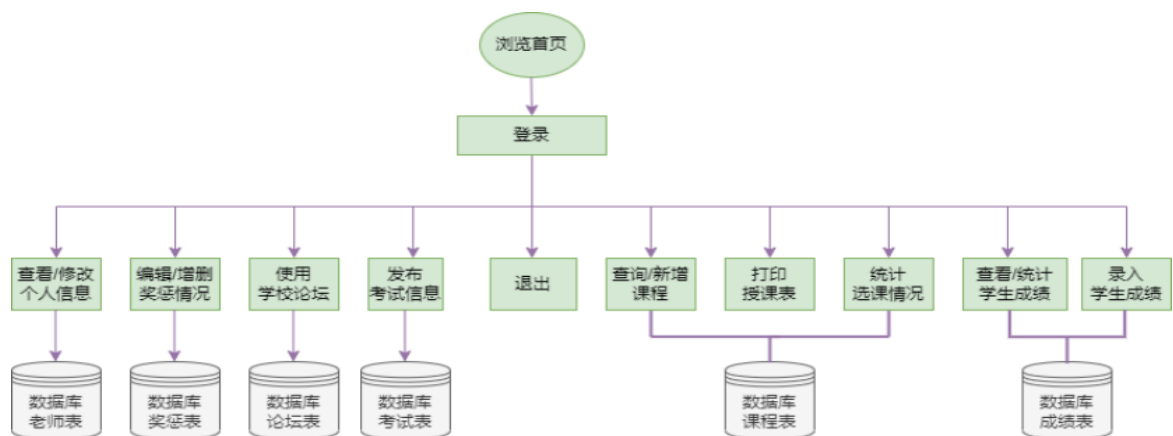 浏览首页
登录
查看/修改
个人信息
编辑/增删
奖惩情况
使用
学校论坛
发布
考试信息
退出
查询/新增
课程
打印
授课表
统计
选课情况
查看/统计
学生成绩
录入
学生成绩
数据库
老师表
数据库
奖惩表
数据库
论坛表
数据库
考试表
数据库
课程表
数据库
成绩表